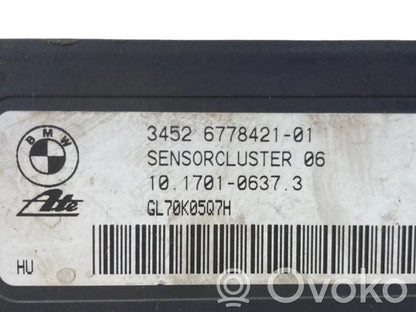 BMW
3452 6778421-01
SENSORCLUSTER 06
10.1701-0637.3
Ate
GL70K05Q7H
HU
© ovoko